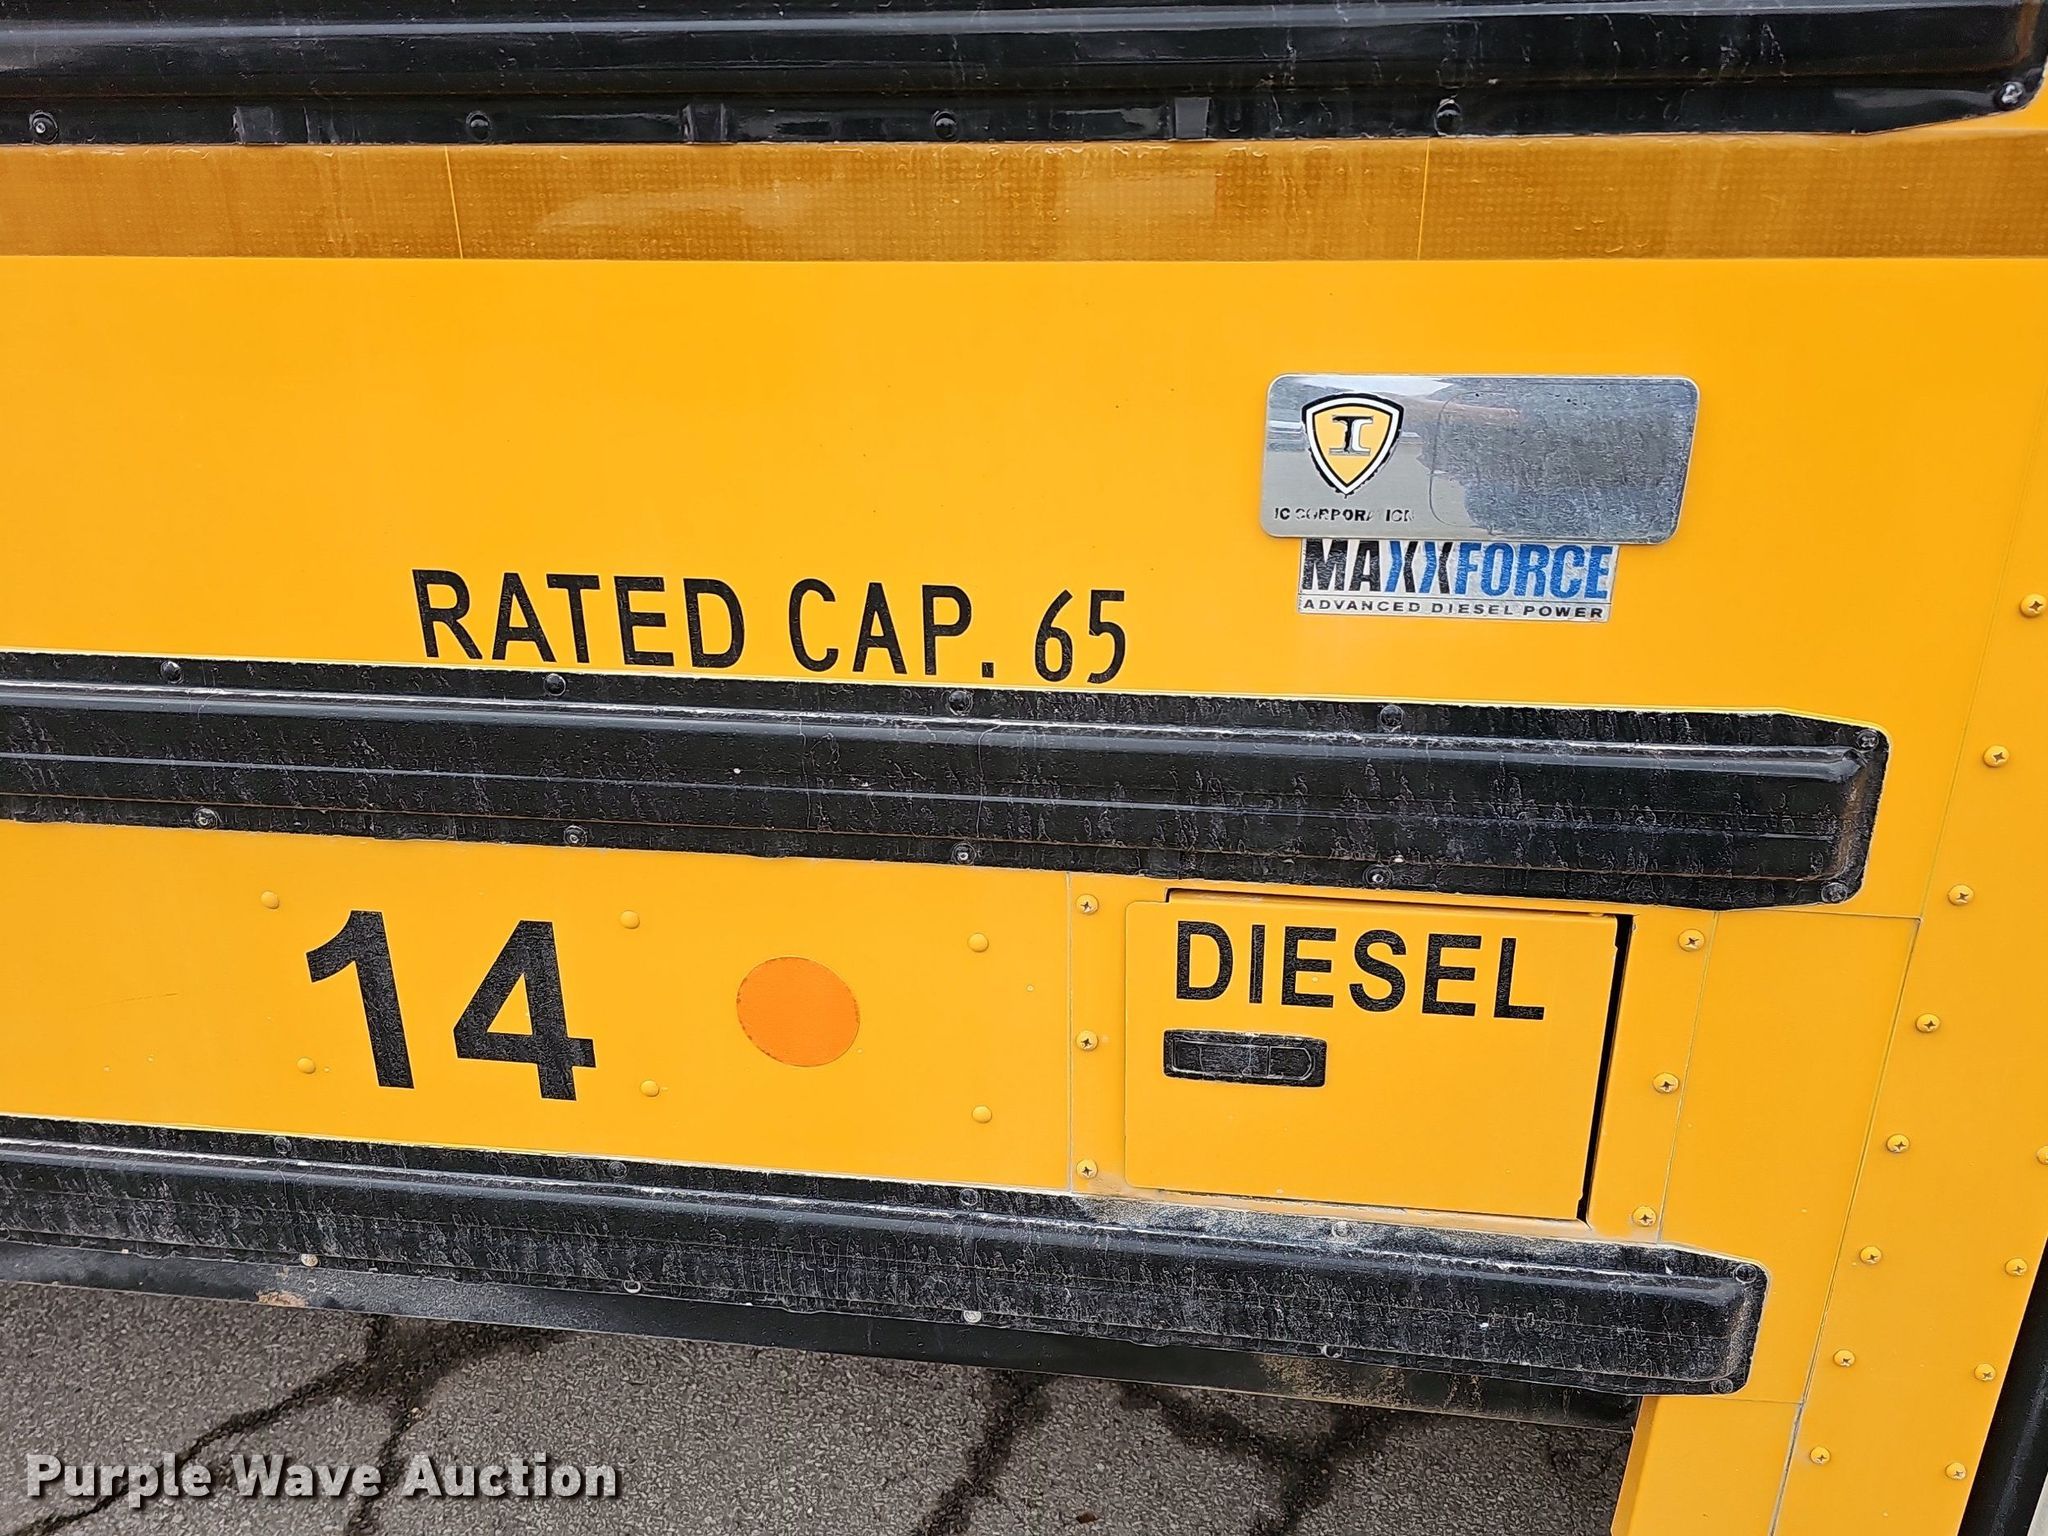 I
C
IC CORPORATION
MAXXFORCE
ADVANCED DIESEL POWER
RATED CAP. 65
14
DIESEL
Purple Wave Auction